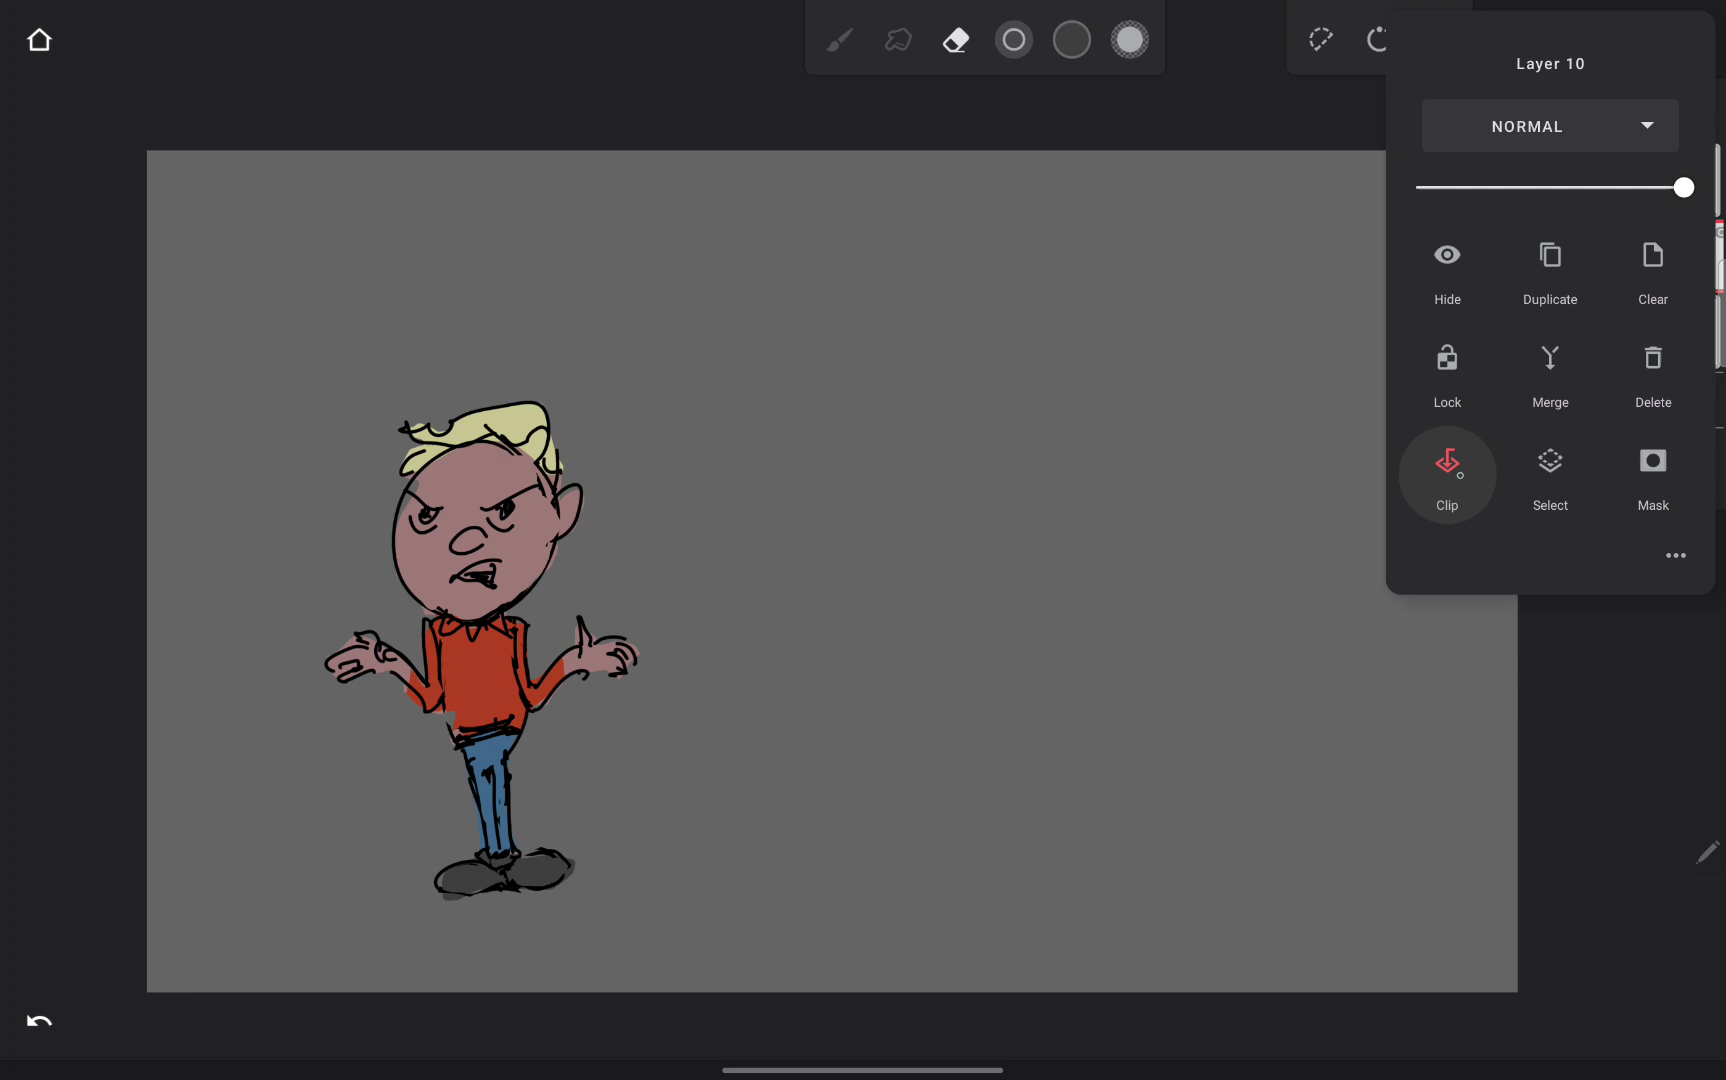 Layer 10
NORMAL
Hide Duplicate Clear
Lock Merge Delete
Clip Select Mask